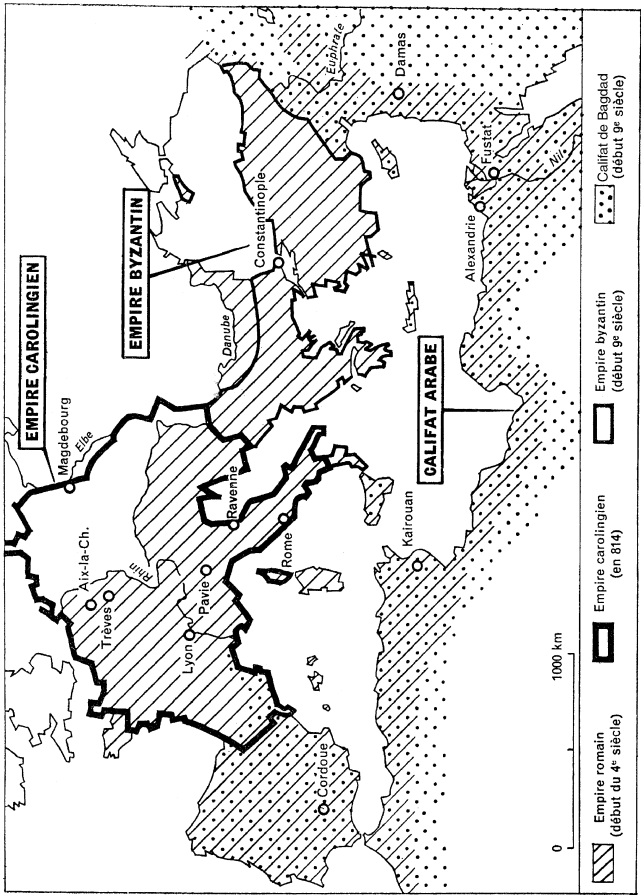 EMPIRE CAROLINGIEN
EMPIRE BYZANTIN
CALIFAT ARABE
Magdebourg
Elbe
Aix-la-Ch.
Trèves
Rhin
Lyon
Pavie
Ravenne
Rome
Danube
Constantinople
Euphrate
Damas
Fustat
Nil
Alexandrie
Kairouan
Cordoue
0
1000 km
Empire romain
(début du 4e siècle)
Empire carolingien
(en 814)
Empire byzantin
(début 9e siècle)
Califat de Bagdad
(début 9e siècle)